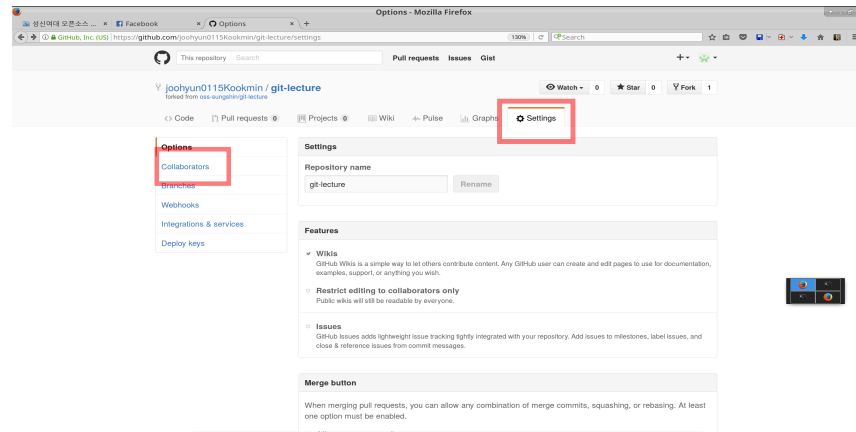 Options - Mozilla Firefox
성신여대 오픈소스 ... × Facebook × Options × +
GitHub, Inc. (US) https://github.com/joohyun0115Kookmin/git-lecture/settings 130% Search
This repository Search Pull requests Issues Gist
joohyun0115Kookmin / git-lecture Watch 0 Star 0 Fork 1
forked from oss-sungshin/git-lecture
Code Pull requests 0 Projects 0 Wiki Pulse Graphs Settings
Options
Collaborators
Branches
Webhooks
Integrations & services
Deploy keys
Settings
Repository name
git-lecture Rename
Features
Wikis
GitHub Wikis is a simple way to let others contribute content. Any GitHub user can create and edit pages to use for documentation,
examples, support, or anything you wish.
Restrict editing to collaborators only
Public wikis will still be readable by everyone.
Issues
GitHub Issues adds lightweight issue tracking tightly integrated with your repository. Add issues to milestones, label issues, and
close & reference issues from commit messages.
Merge button
When merging pull requests, you can allow any combination of merge commits, squashing, or rebasing. At least
one option must be enabled.